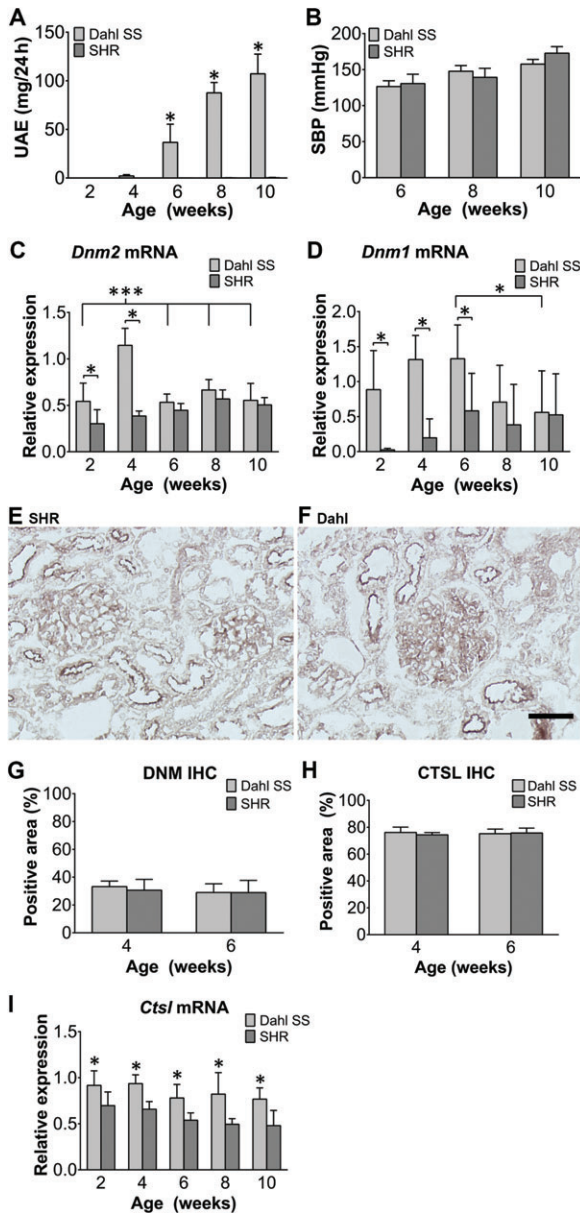 A
Dahl SS
SHR
UAE (mg/24h)
150
100
50
0
* * *
2 4 6 8 10
Age (weeks)
B
Dahl SS
SHR
SBP (mmHg)
200
150
100
50
0
6 8 10
Age (weeks)
C
Dnm2 mRNA
Dahl SS
SHR
Relative expression
1.5
1.0
0.5
0.0
***
* *
2 4 6 8 10
Age (weeks)
D
Dnm1 mRNA
Dahl SS
SHR
Relative expression
2.0
1.5
1.0
0.5
0.0
*
* * *
2 4 6 8 10
Age (weeks)
E SHR
F Dahl
G
DNM IHC
Dahl SS
SHR
Positive area (%)
100
80
60
40
20
0
4 6
Age (weeks)
H
CTSL IHC
Dahl SS
SHR
Positive area (%)
100
80
60
40
20
0
4 6
Age (weeks)
I
Ctsl mRNA
Dahl SS
SHR
Relative expression
1.5
1.0
0.5
0.0
* * * * *
2 4 6 8 10
Age (weeks)